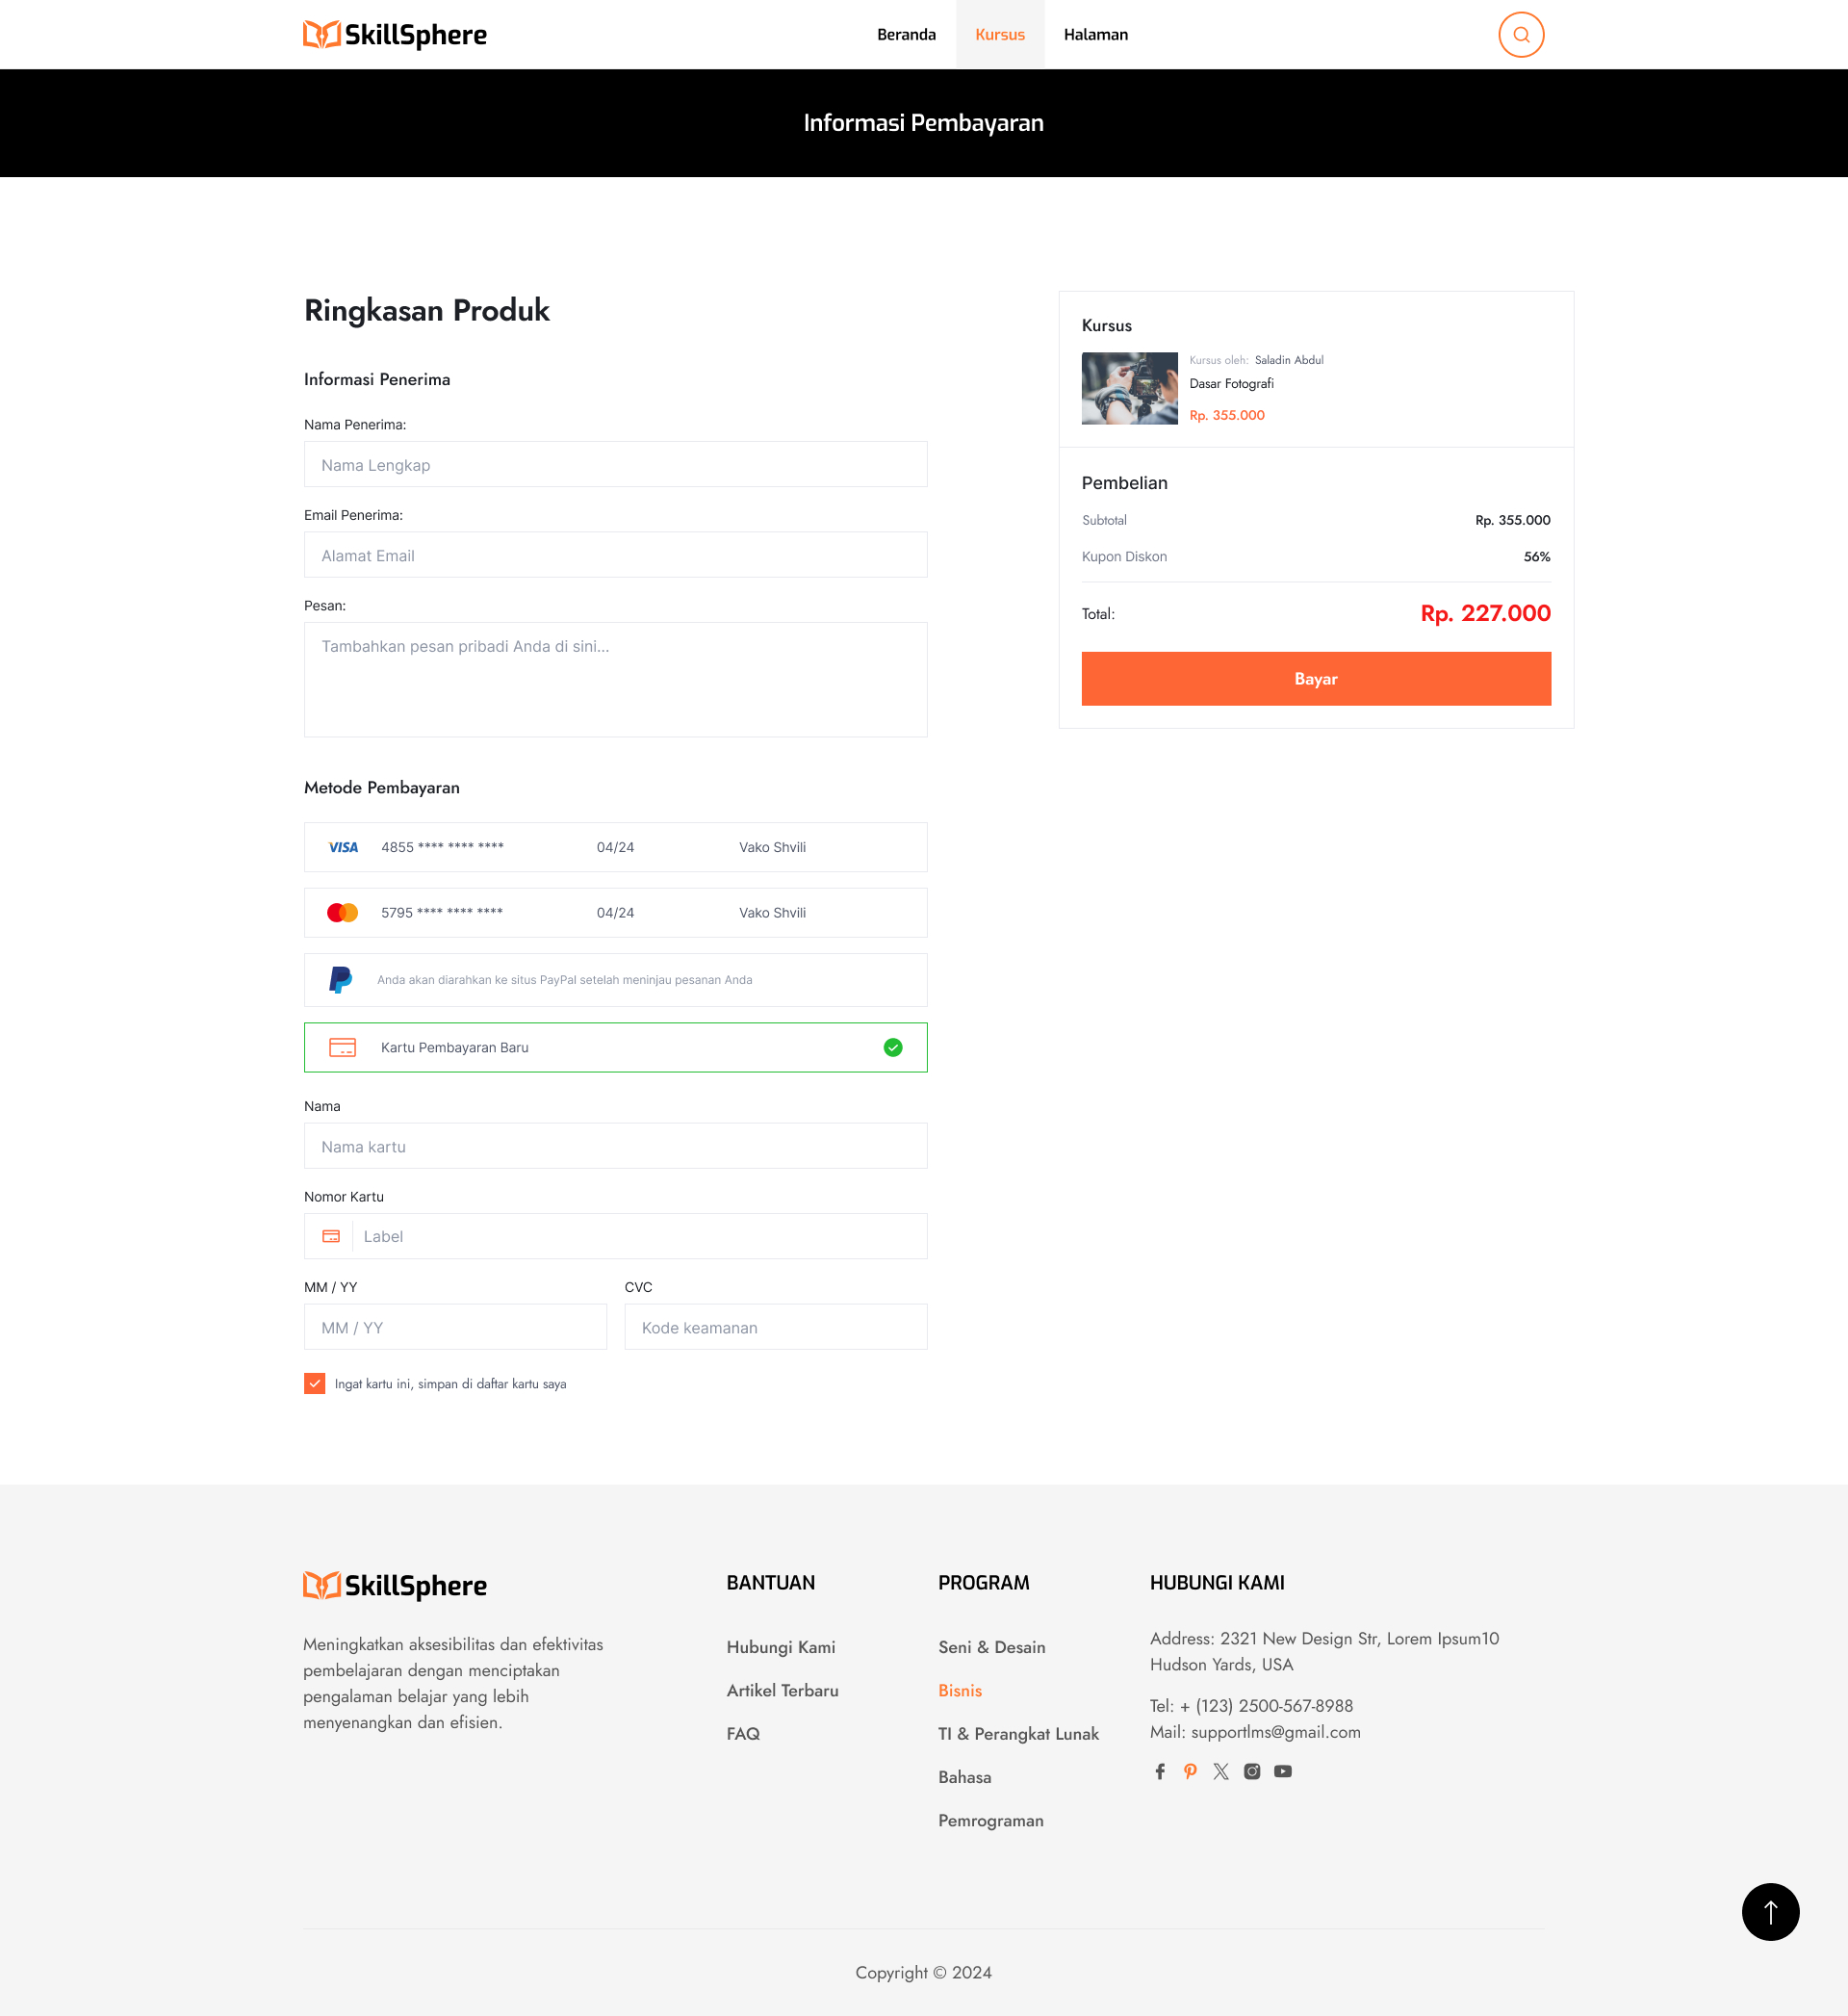 SkillSphere
Beranda
Kursus
Halaman
Informasi Pembayaran
Ringkasan Produk
Informasi Penerima
Nama Penerima:
Nama Lengkap
Email Penerima:
Alamat Email
Pesan:
Tambahkan pesan pribadi Anda di sini...
Metode Pembayaran
VISA 4855 **** **** **** 04/24 Vako Shvili
5795 **** **** **** 04/24 Vako Shvili
Anda akan diarahkan ke situs PayPal setelah meninjau pesanan Anda
Kartu Pembayaran Baru
Nama
Nama kartu
Nomor Kartu
Label
MM / YY
MM / YY
CVC
Kode keamanan
Ingat kartu ini, simpan di daftar kartu saya
Kursus
Kursus oleh: Saladin Abdul
Dasar Fotografi
Rp. 355.000
Pembelian
Subtotal Rp. 355.000
Kupon Diskon 56%
Total: Rp. 227.000
Bayar
SkillSphere
Meningkatkan aksesibilitas dan efektivitas
pembelajaran dengan menciptakan
pengalaman belajar yang lebih
menyenangkan dan efisien.
BANTUAN
Hubungi Kami
Artikel Terbaru
FAQ
PROGRAM
Seni & Desain
Bisnis
TI & Perangkat Lunak
Bahasa
Pemrograman
HUBUNGI KAMI
Address: 2321 New Design Str, Lorem Ipsum10
Hudson Yards, USA
Tel: + (123) 2500-567-8988
Mail: supportlms@gmail.com
Copyright © 2024